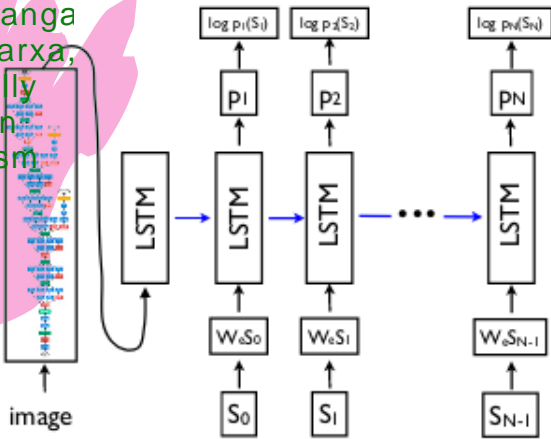 anga
arxa,
lly
n-
sm
log p1(S1) log p2(S2) log pN(SN)
p1 p2 pN
LSTM LSTM LSTM LSTM
WeS0 WeS1 WeSN-1
image S0 S1 SN-1